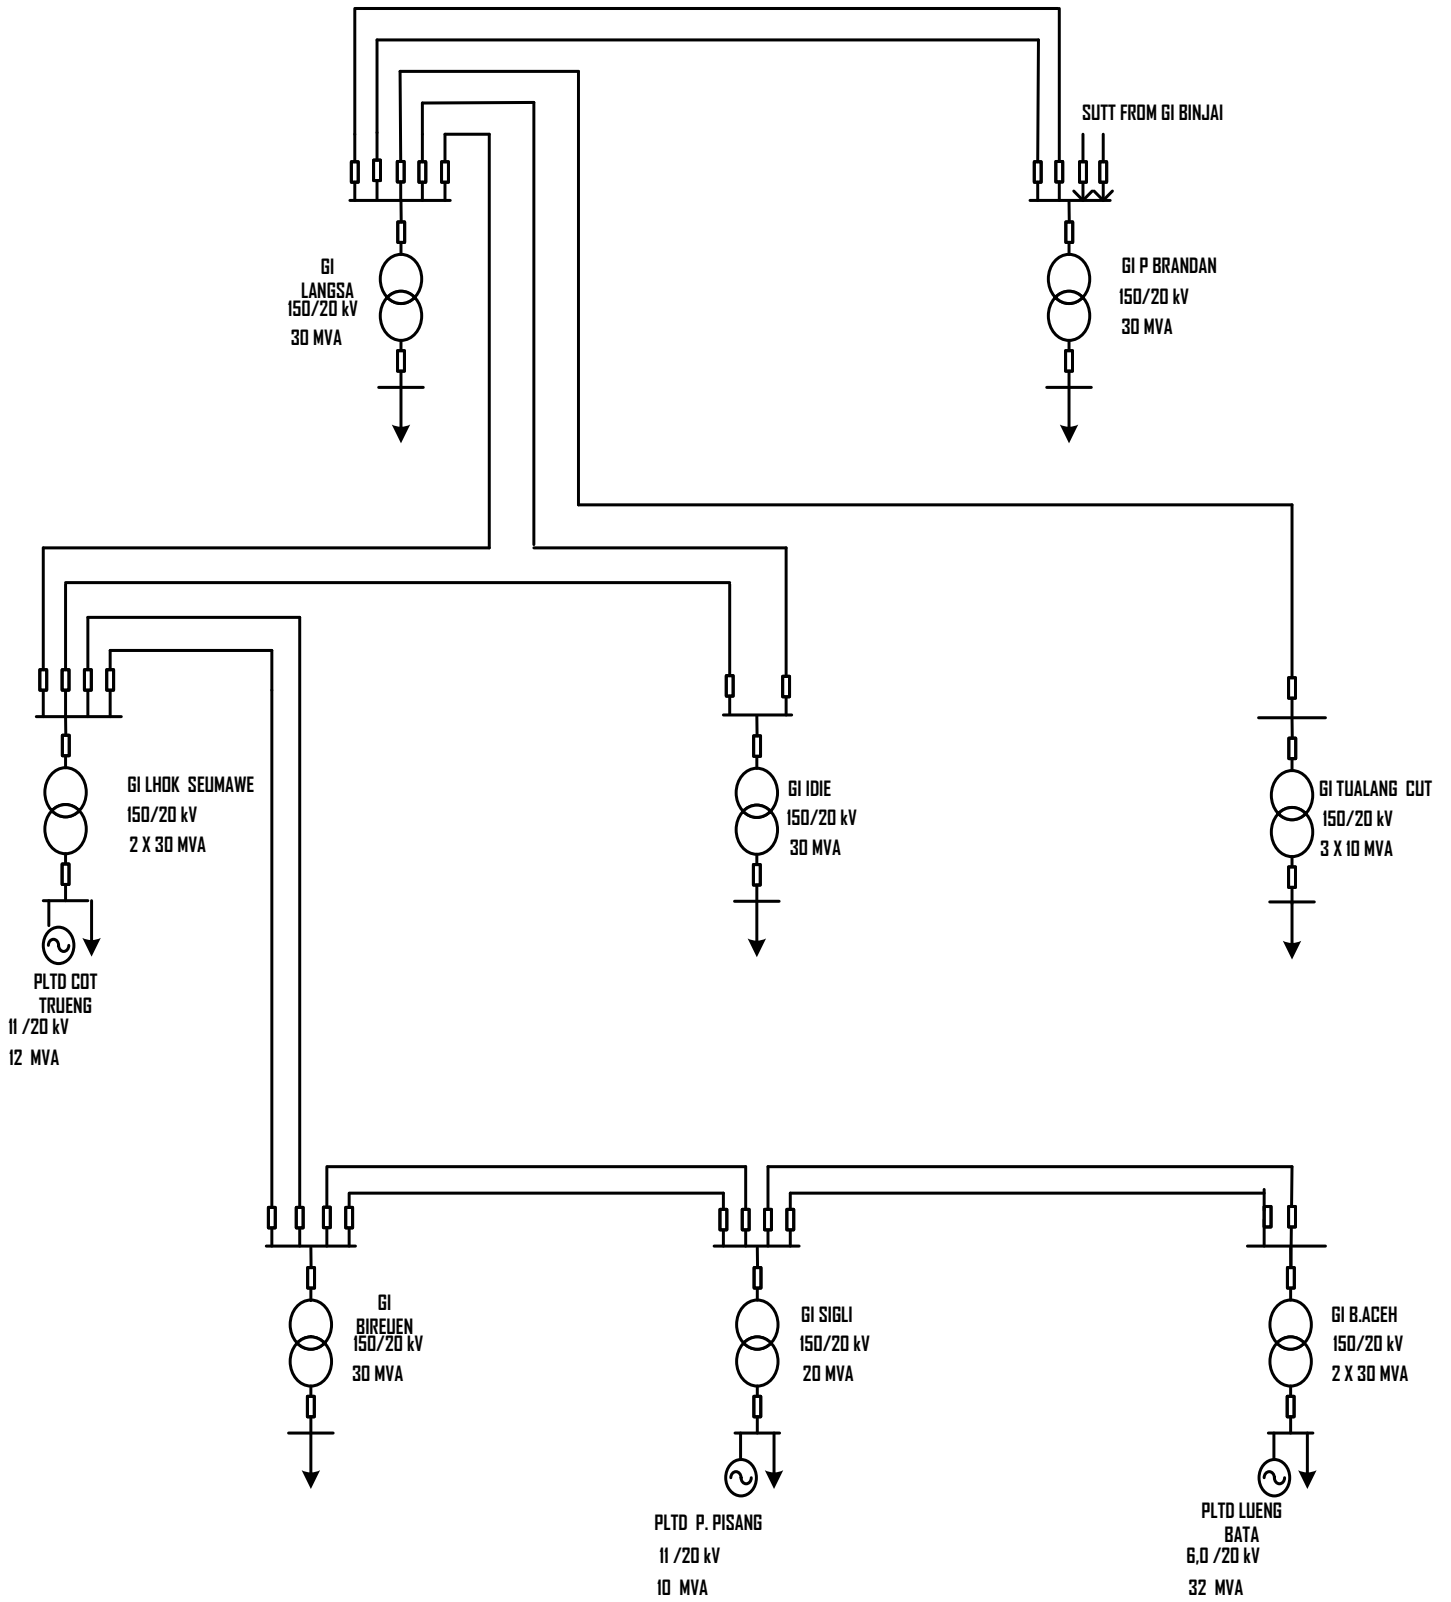 SUTT FROM GI BINJAI
GI
LANGSA
150/20 kV
30 MVA
GI P BRANDAN
150/20 kV
30 MVA
GI LHOK SEUMAWE
150/20 kV
2 X 30 MVA
GI IDIE
150/20 kV
30 MVA
GI TUALANG CUT
150/20 kV
3 X 10 MVA
PLTD COT
TRUENG
11 /20 kV
12 MVA
GI
BIREUEN
150/20 kV
30 MVA
GI SIGLI
150/20 kV
20 MVA
GI B.ACEH
150/20 kV
2 X 30 MVA
PLTD P. PISANG
11 /20 kV
10 MVA
PLTD LUENG
BATA
6,0 /20 kV
32 MVA